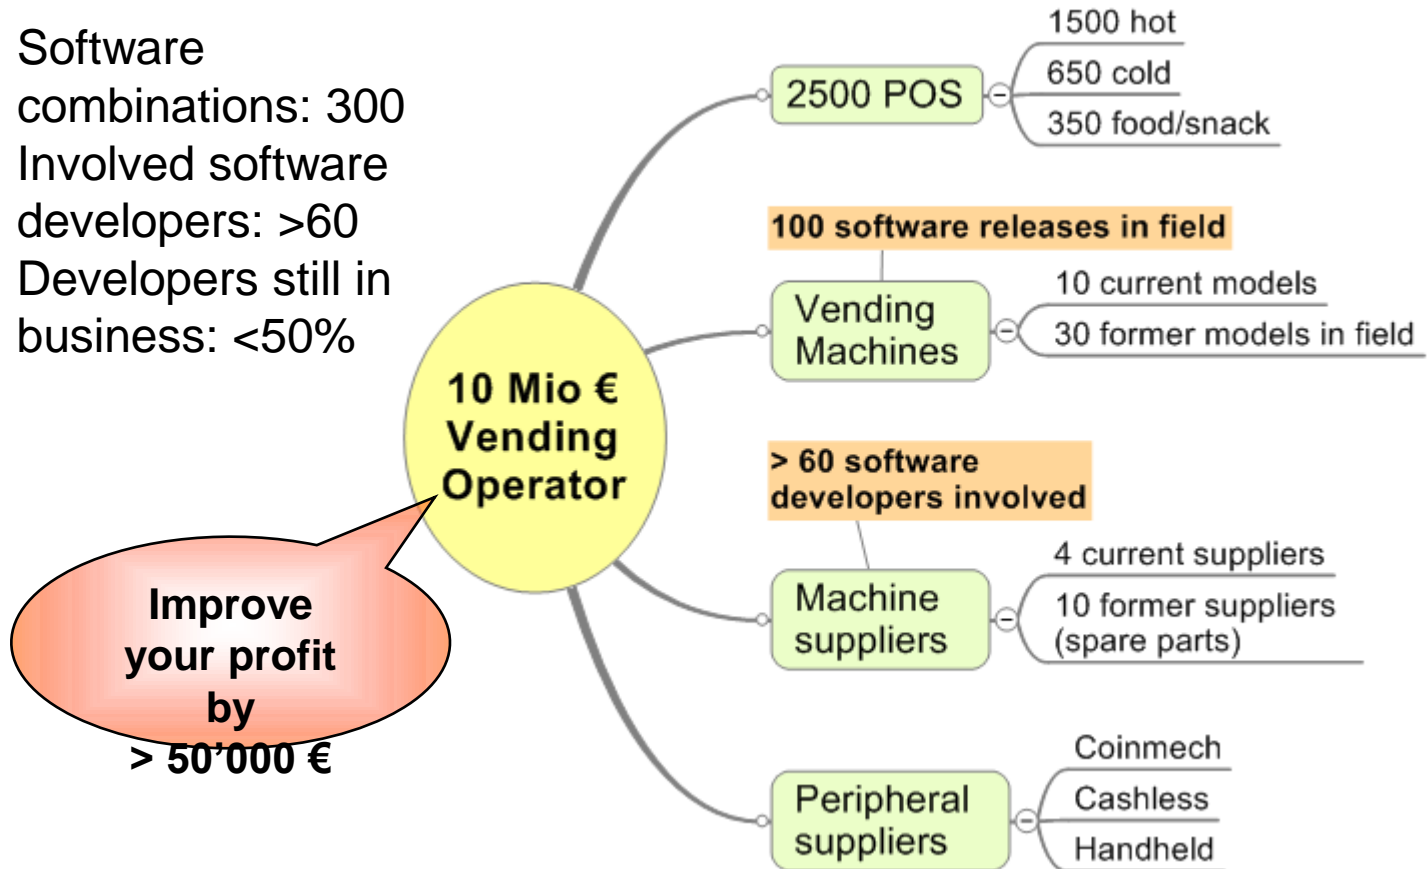 Software
combinations: 300
Involved software
developers: >60
Developers still in
business: <50%
10 Mio €
Vending
Operator
Improve
your profit
by
> 50’000 €
2500 POS
1500 hot
650 cold
350 food/snack
100 software releases in field
Vending
Machines
10 current models
30 former models in field
> 60 software
developers involved
Machine
suppliers
4 current suppliers
10 former suppliers
(spare parts)
Peripheral
suppliers
Coinmech
Cashless
Handheld